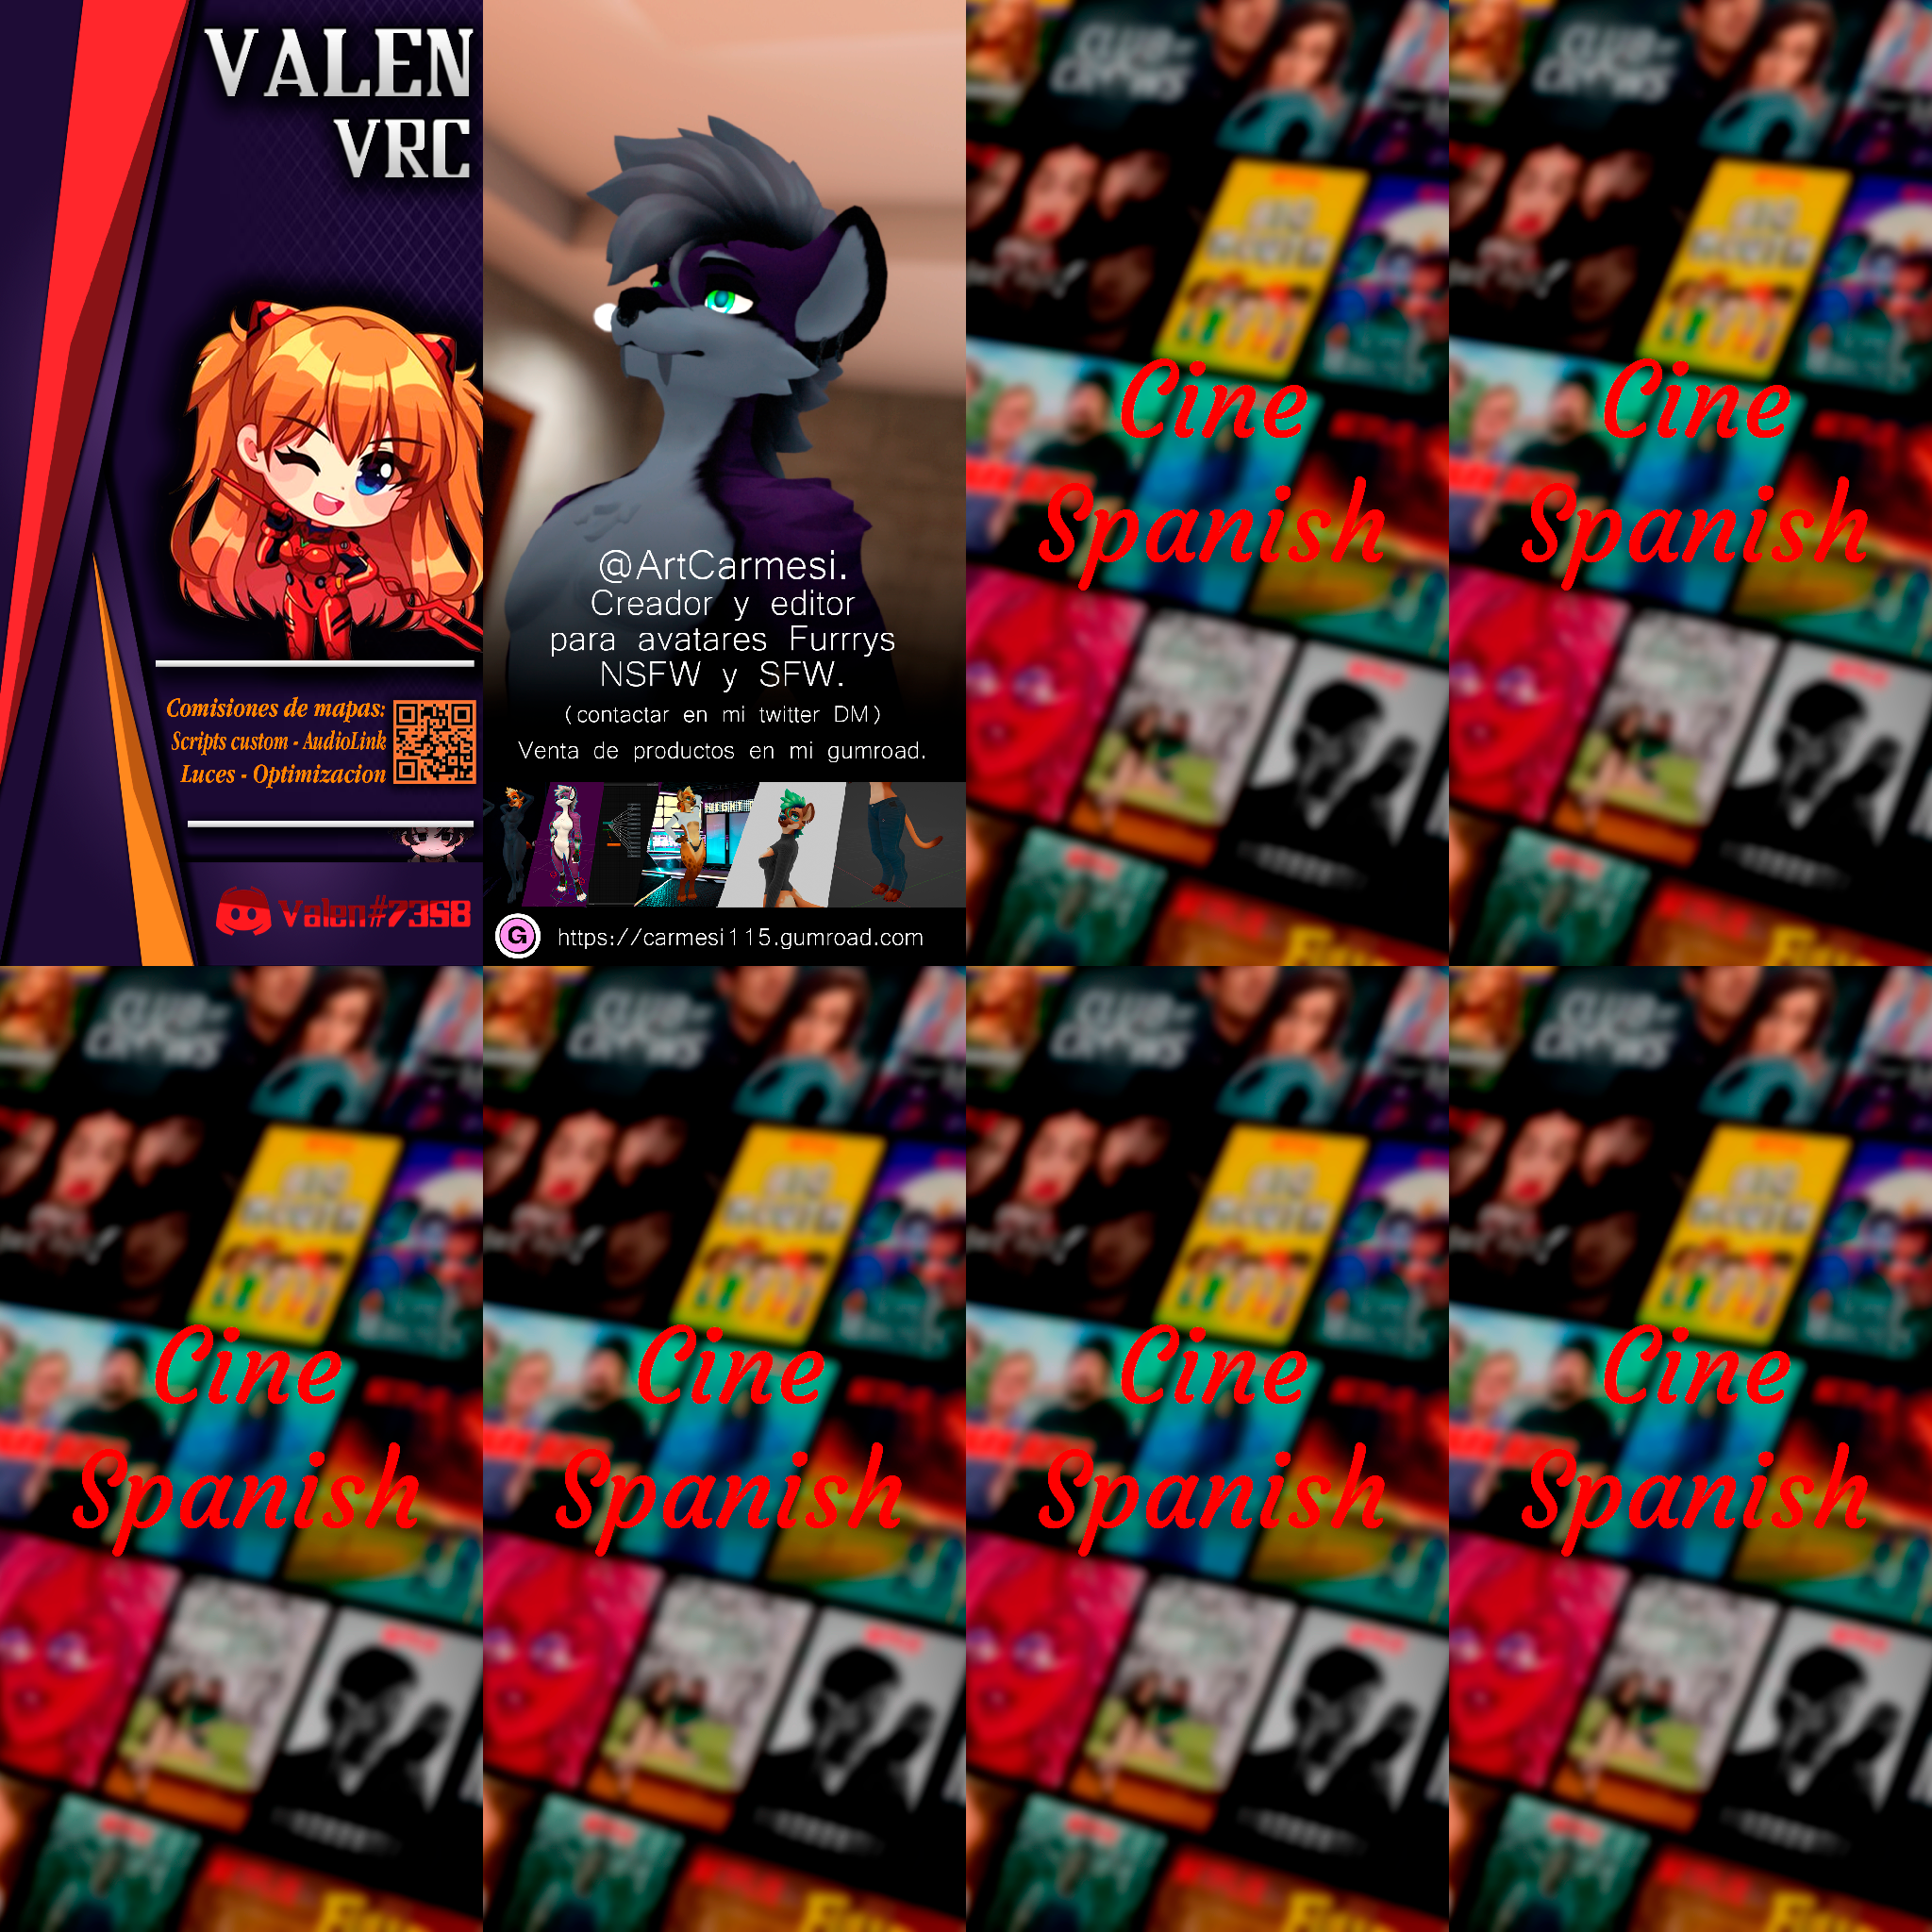 VALEN
VRC
Comisiones de mapas:
Scripts custom - AudioLink
Luces - Optimizacion
Valen#7358
@ArtCarmesi.
Creador y editor
para avatares Furrrys
NSFW y SFW.
(contactar en mi twitter DM)
Venta de productos en mi gumroad.
G
https://carmesi115.gumroad.com
Cine
Spanish
Cine
Spanish
Cine
Spanish
Cine
Spanish
Cine
Spanish
Cine
Spanish